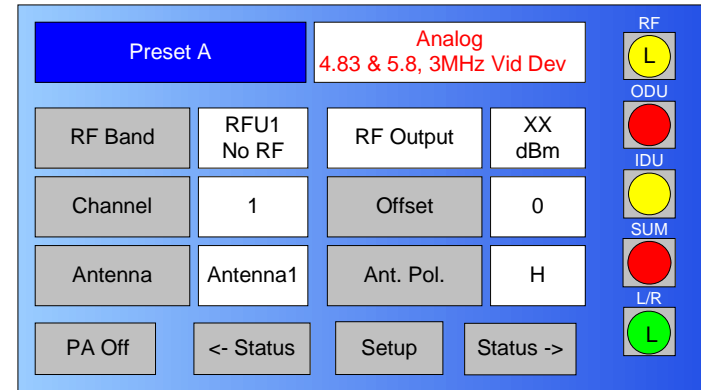 Preset A
Analog
4.83 & 5.8, 3MHz Vid Dev
RF
L
ODU
RF Band
RFU1
No RF
RF Output
XX
dBm
IDU
Channel
1
Offset
0
SUM
Antenna
Antenna1
Ant. Pol.
H
L/R
L
PA Off
<- Status
Setup
Status ->